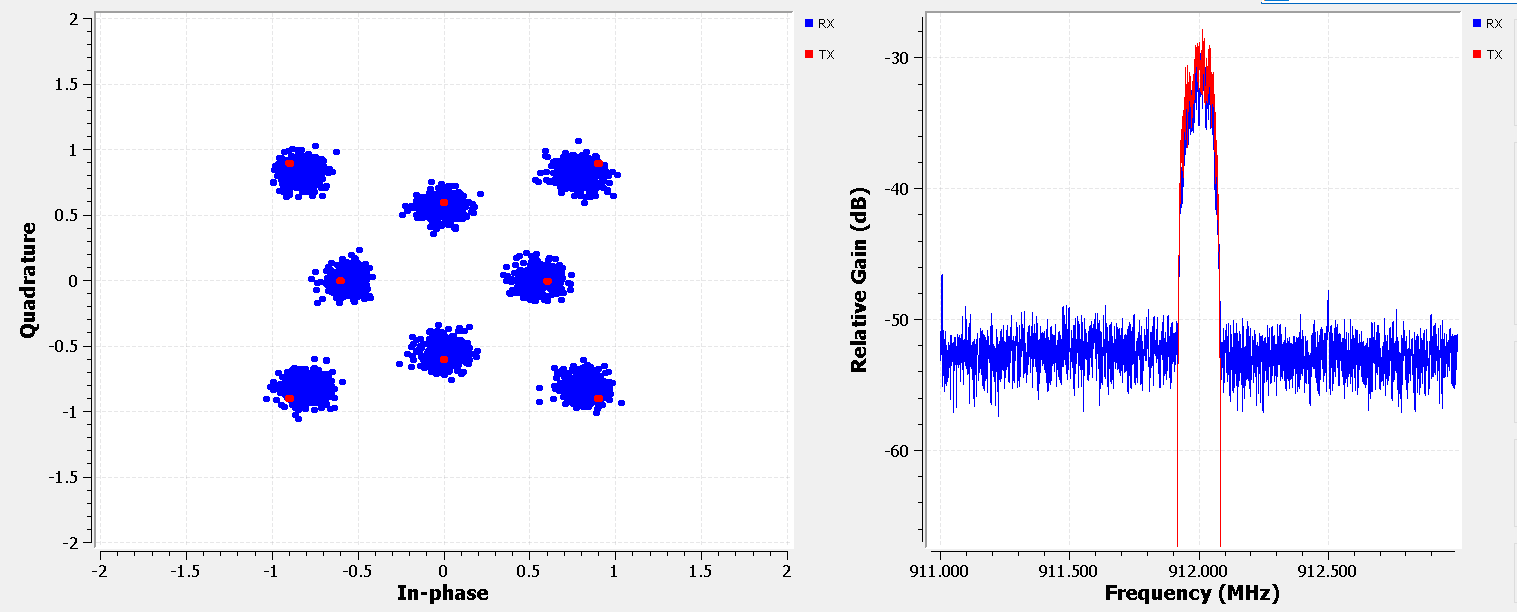 2
1.5
1
0.5
0
-0.5
-1
-1.5
-2
Quadrature
-2 -1.5 -1 -0.5 0 0.5 1 1.5 2
In-phase
RX
TX
-30
-40
-50
-60
Relative Gain (dB)
911.000 911.500 912.000 912.500
Frequency (MHz)
RX
TX